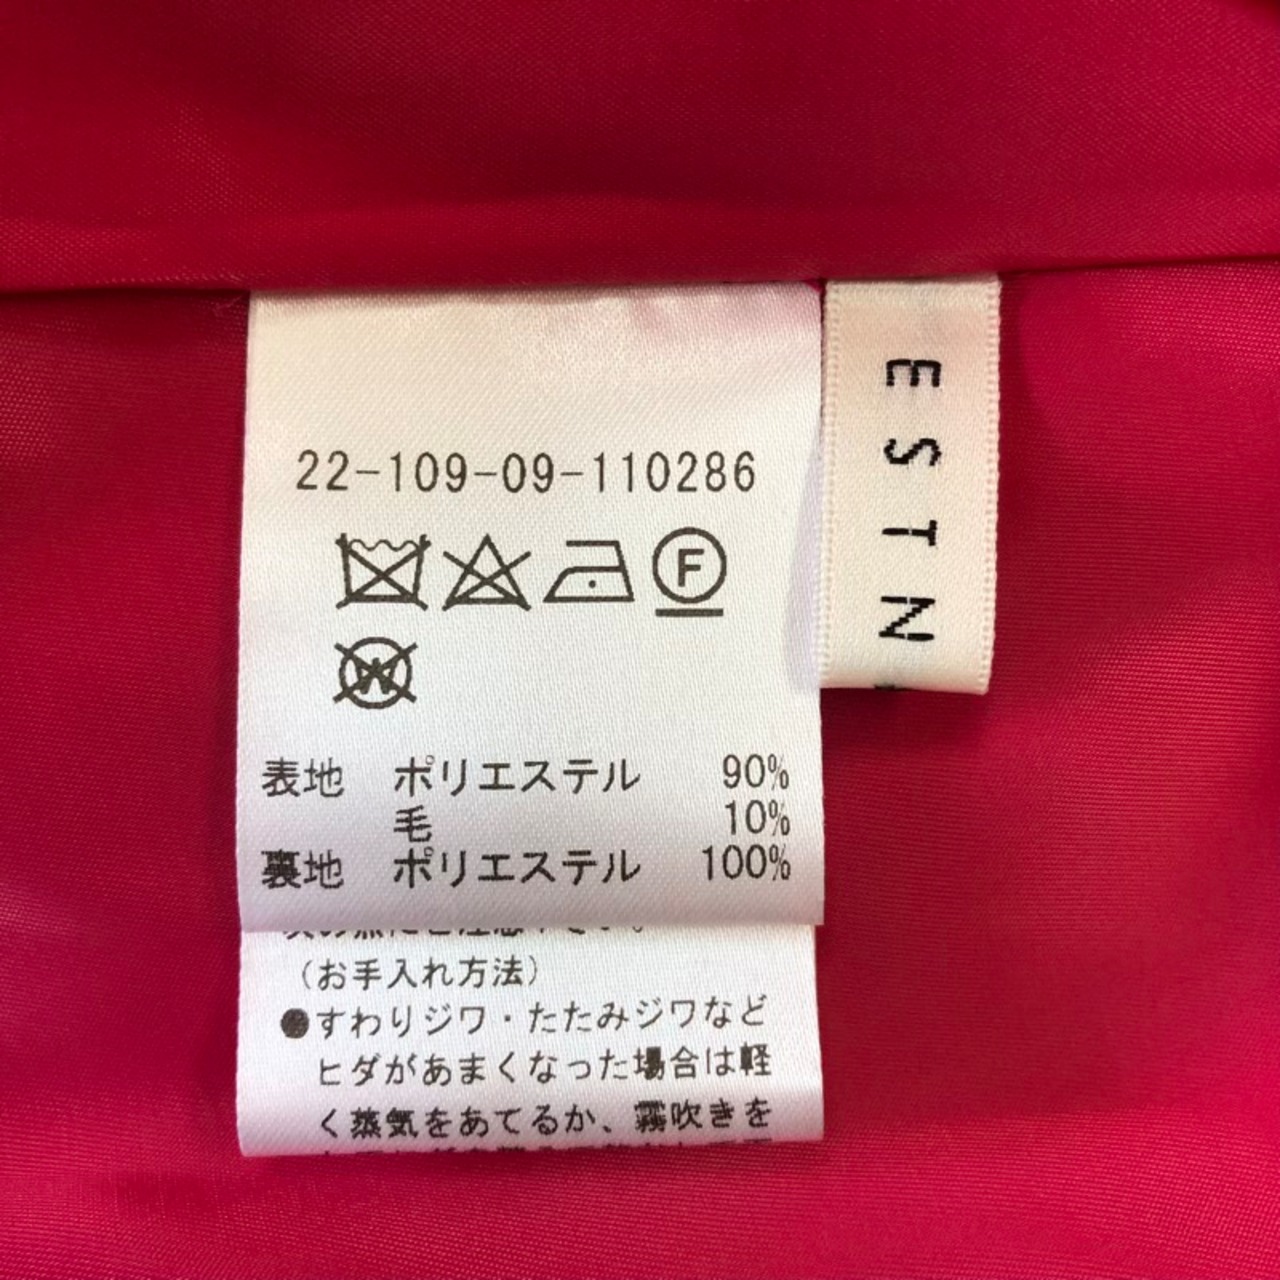 22-109-09-110286
F
W
表地 ポリエステル 90%
毛 10%
裏地 ポリエステル 100%
(お手入れ方法)
●すわりジワ・たたみジワなど
ヒダがあまくなった場合は軽
く蒸気をあてるか、霧吹きを
ESTN